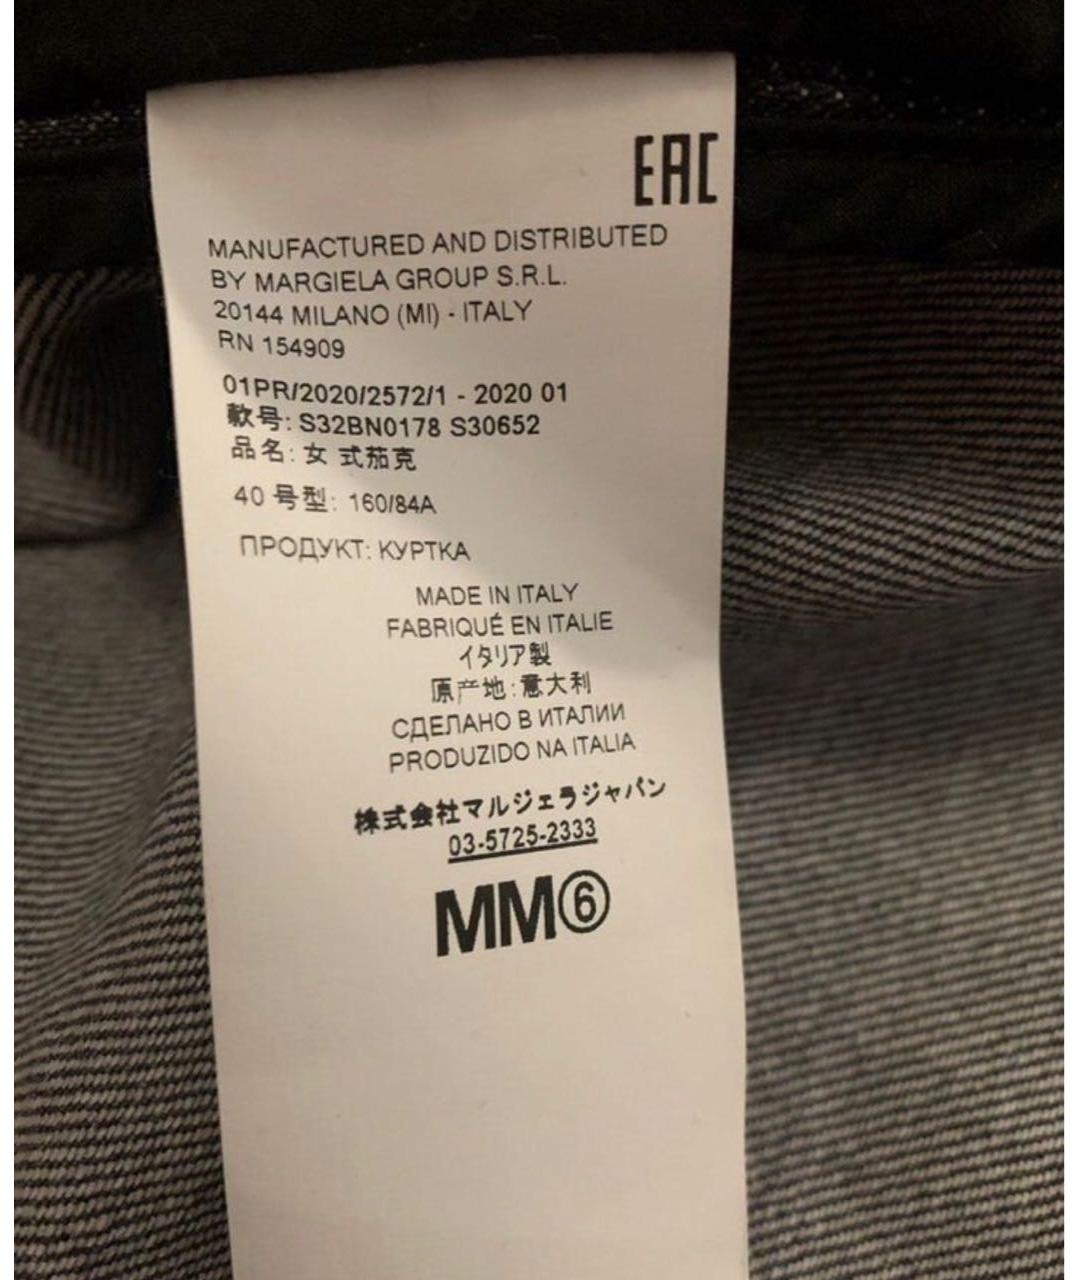 EAC
MANUFACTURED AND DISTRIBUTED
BY MARGIELA GROUP S.R.L.
20144 MILANO (MI) - ITALY
RN 154909
01PR/2020/2572/1 - 2020 01
款号: S32BN0178 S30652
品名: 女 式茄克
40 号型: 160/84A
ПРОДУКТ: КУРТКА
MADE IN ITALY
FABRIQUÉ EN ITALIE
イタリア製
原产地: 意大利
СДЕЛАНО В ИТАЛИИ
PRODUZIDO NA ITALIA
株式会社マルジェラジャパン
03-5725-2333
MM⑥